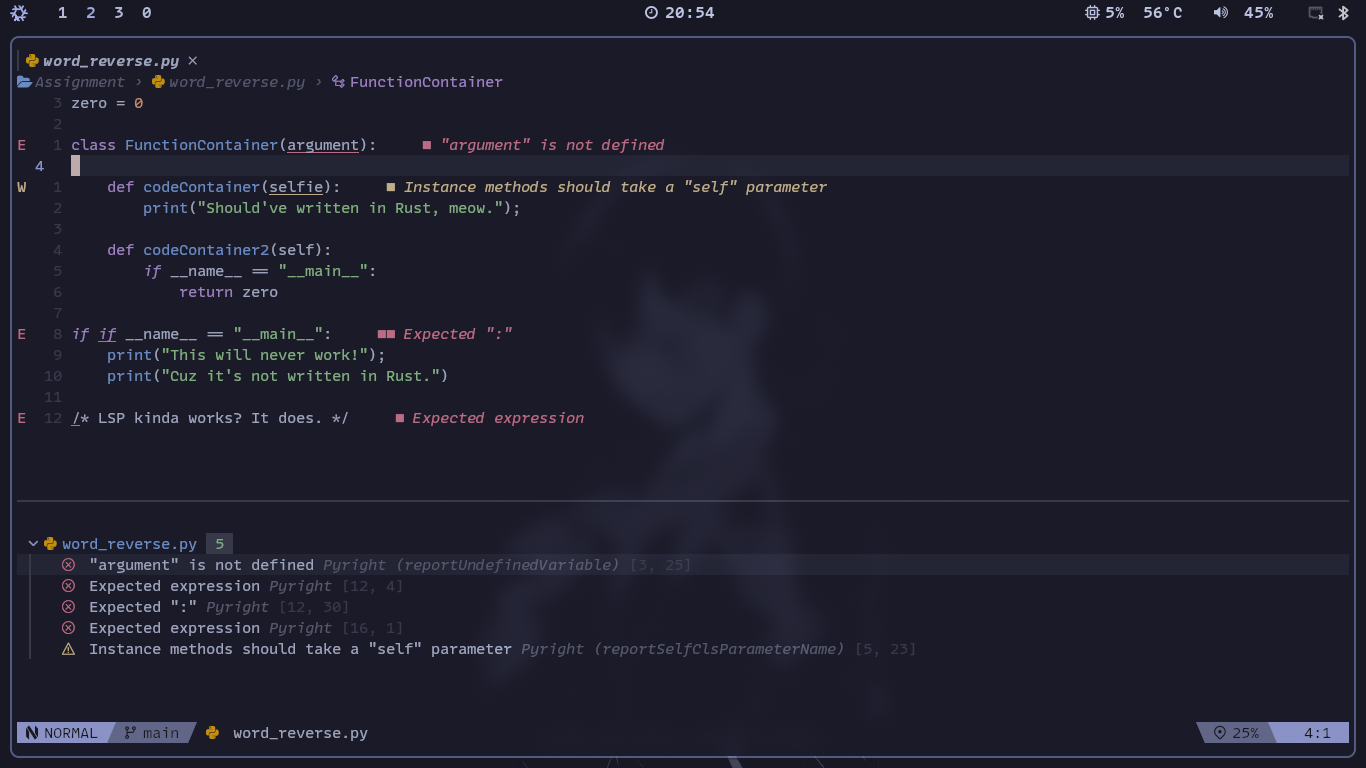 1 2 3 0 20:54 5% 56°C 45%
word_reverse.py ×
Assignment › word_reverse.py › FunctionContainer
3 zero = 0
2
E 1 class FunctionContainer(argument): ■ "argument" is not defined
4
W 1 def codeContainer(selfie): ■ Instance methods should take a "self" parameter
2 print("Should've written in Rust, meow.");
3
4 def codeContainer2(self):
5 if __name__ == "__main__":
6 return zero
7
E 8 if if __name__ == "__main__": ■■ Expected ":"
9 print("This will never work!");
10 print("Cuz it's not written in Rust.")
11
E 12 /* LSP kinda works? It does. */ ■ Expected expression
word_reverse.py 5
"argument" is not defined Pyright (reportUndefinedVariable) [3, 25]
Expected expression Pyright [12, 4]
Expected ":" Pyright [12, 30]
Expected expression Pyright [16, 1]
Instance methods should take a "self" parameter Pyright (reportSelfClsParameterName) [5, 23]
NORMAL main word_reverse.py 25% 4:1